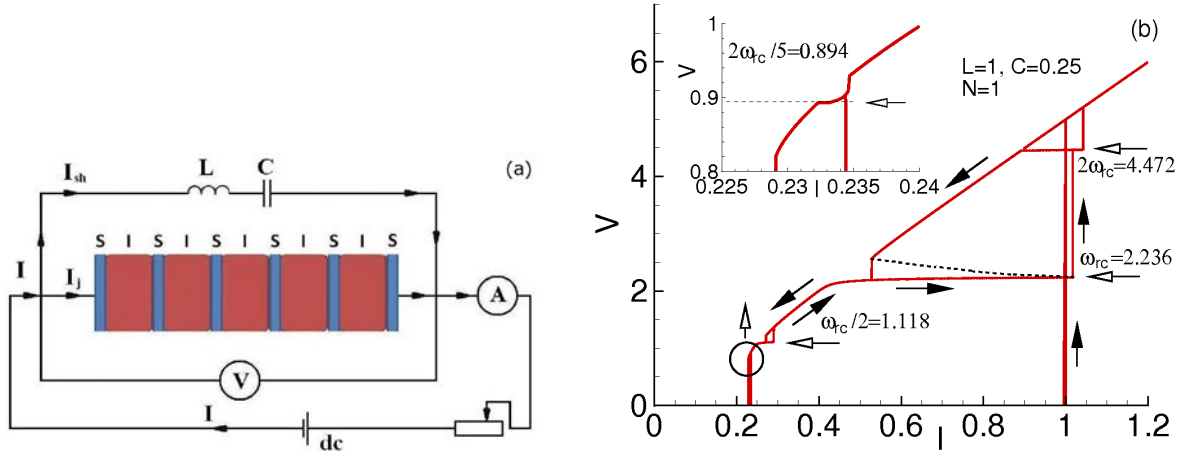 (a)
L C
I_sh
S I S I S I S I S I S
I I_j
A
V
I
dc
(b)
V
6
4
2
0
0 0.2 0.4 0.6 0.8 1 1.2
I
L=1, C=0.25
N=1
2ω_rc=4.472
ω_rc=2.236
ω_rc/2=1.118
2ω_rc/5=0.894
V
1
0.9
0.8
0.225 0.23 0.235 0.24
I